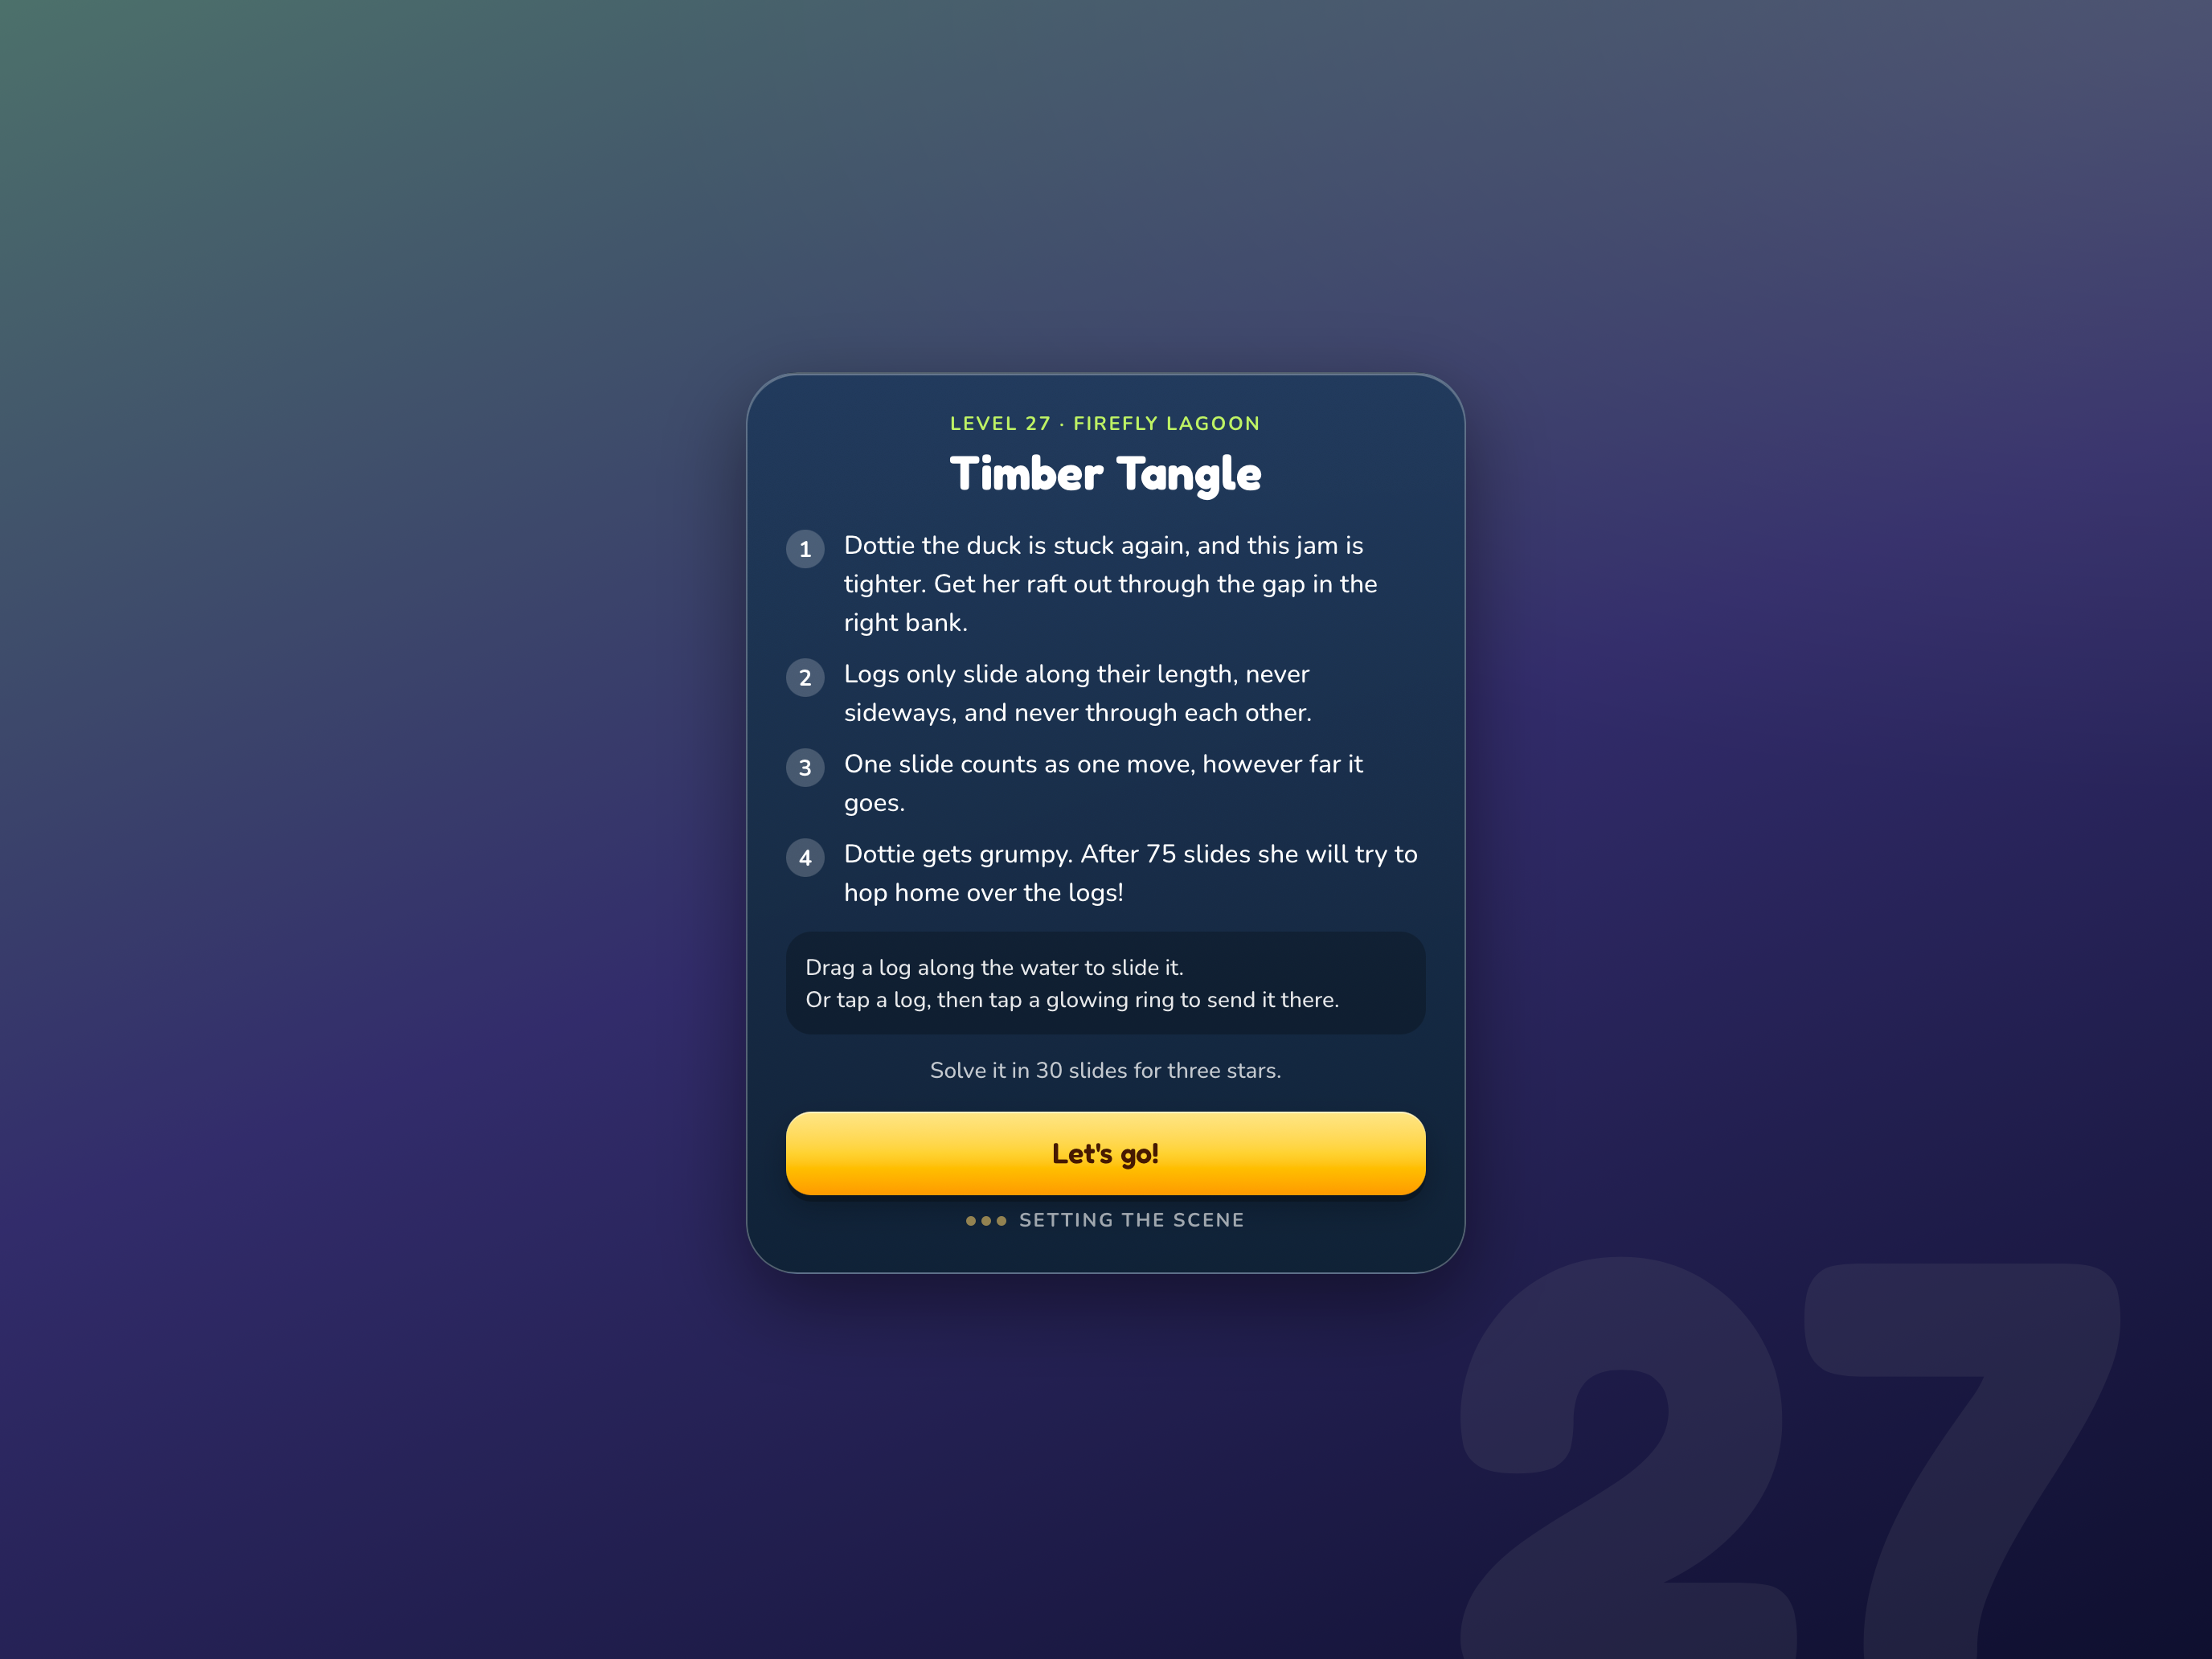 LEVEL 27 · FIREFLY LAGOON
Timber Tangle
1 Dottie the duck is stuck again, and this jam is
tighter. Get her raft out through the gap in the
right bank.
2 Logs only slide along their length, never
sideways, and never through each other.
3 One slide counts as one move, however far it
goes.
4 Dottie gets grumpy. After 75 slides she will try to
hop home over the logs!
Drag a log along the water to slide it.
Or tap a log, then tap a glowing ring to send it there.
Solve it in 30 slides for three stars.
Let's go!
SETTING THE SCENE
27